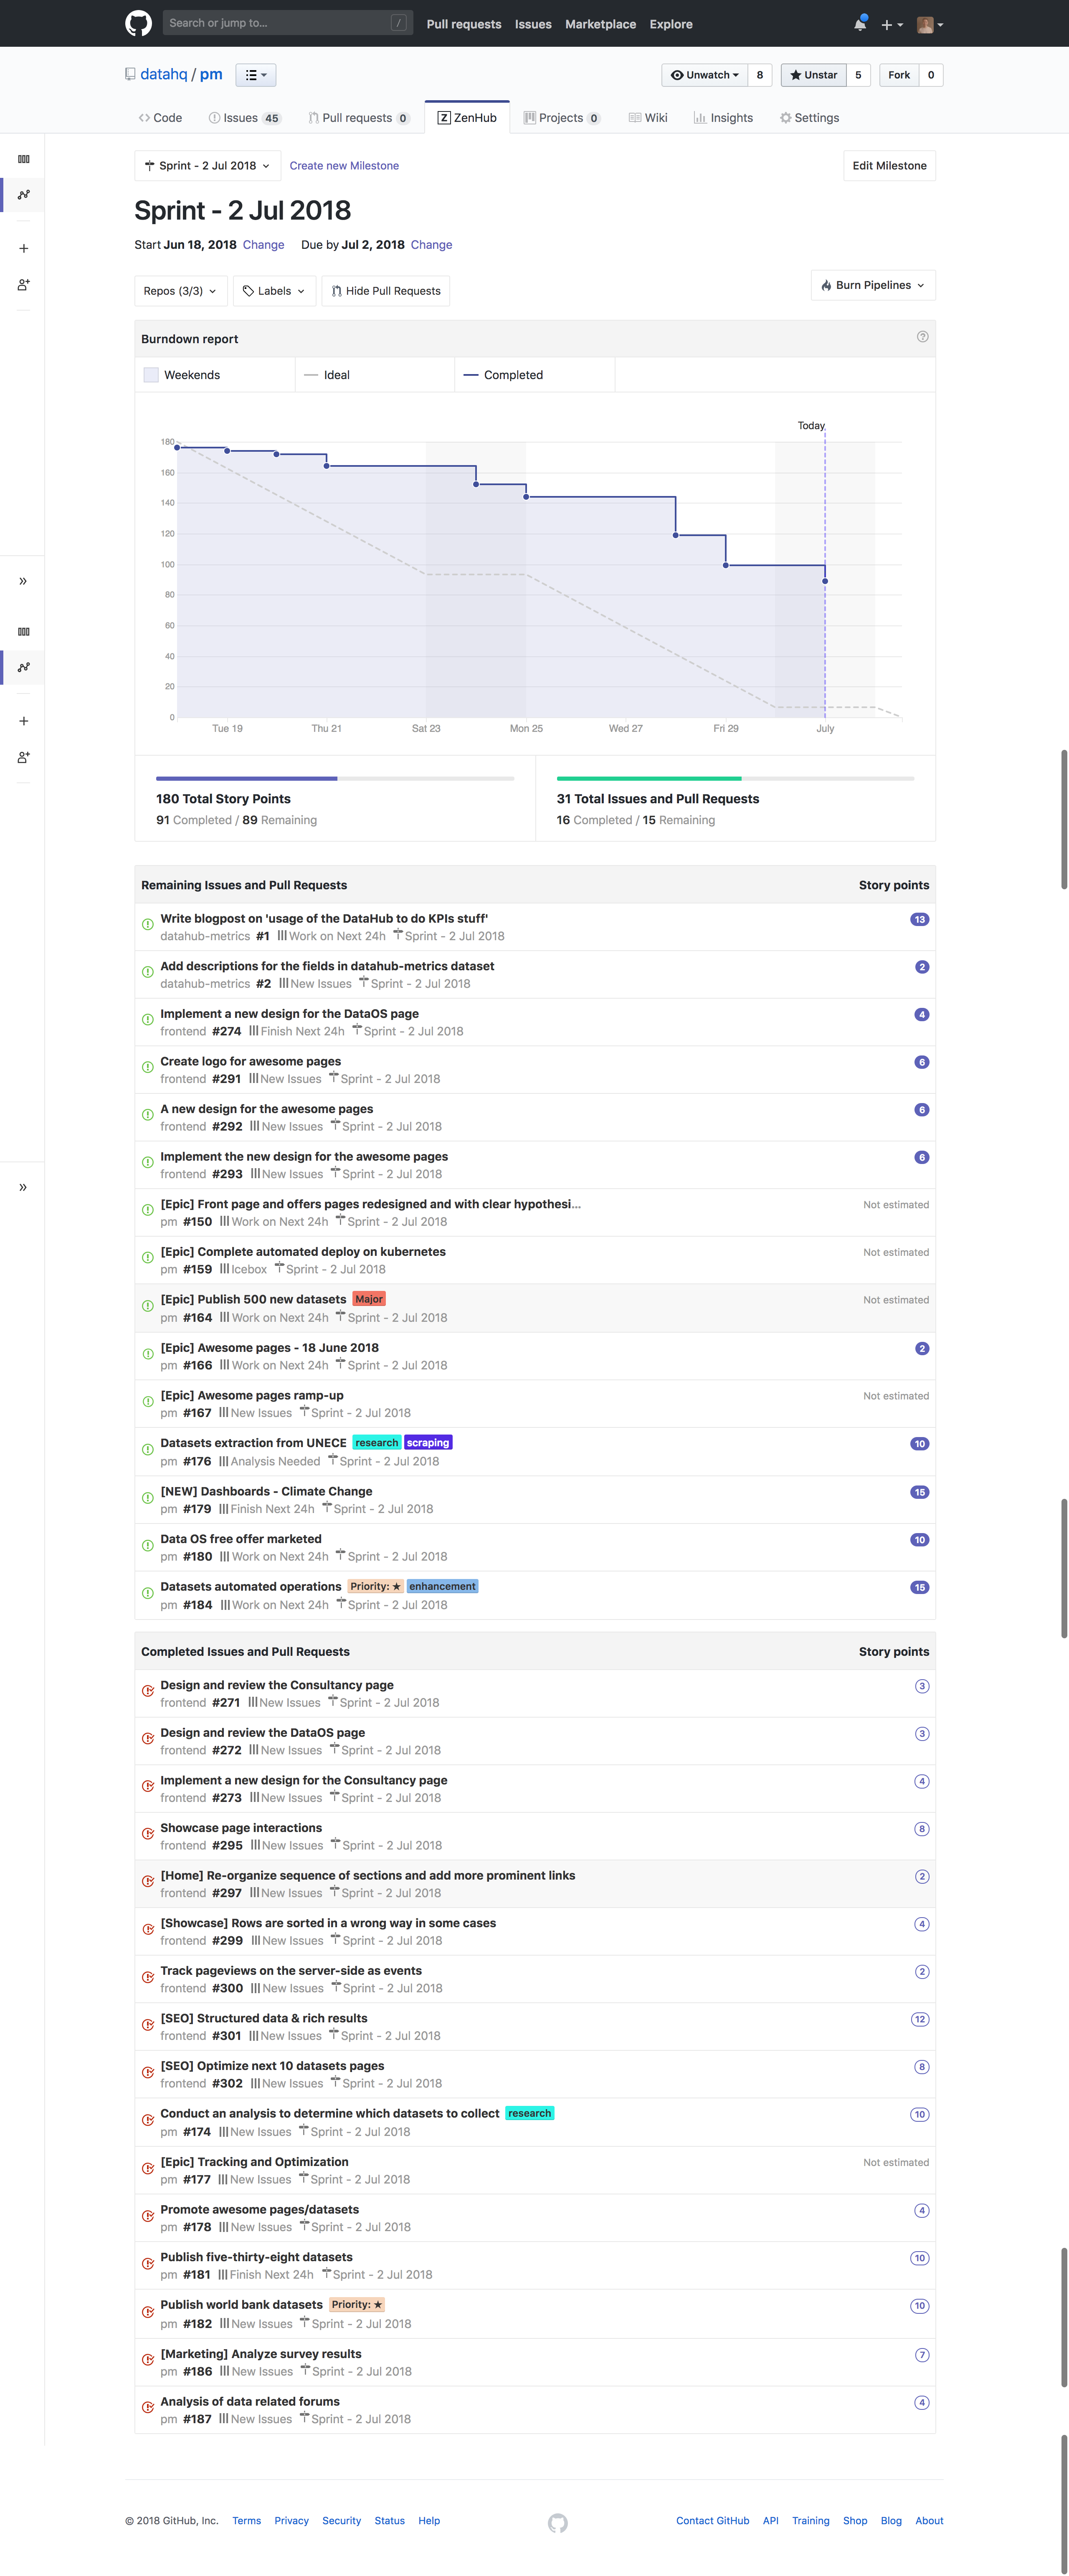 Search or jump to... /
Pull requests Issues Marketplace Explore
datahq / pm
Unwatch 8 Unstar 5 Fork 0
Code Issues 45 Pull requests 0 Z ZenHub Projects 0 Wiki Insights Settings
Sprint - 2 Jul 2018 Create new Milestone Edit Milestone
Sprint - 2 Jul 2018
Start Jun 18, 2018 Change Due by Jul 2, 2018 Change
Repos (3/3) Labels Hide Pull Requests Burn Pipelines
Burndown report
Weekends Ideal Completed
Today
180
160
140
120
100
80
60
40
20
0
Tue 19 Thu 21 Sat 23 Mon 25 Wed 27 Fri 29 July
180 Total Story Points
91 Completed / 89 Remaining
31 Total Issues and Pull Requests
16 Completed / 15 Remaining
Remaining Issues and Pull Requests Story points
Write blogpost on 'usage of the DataHub to do KPIs stuff' 13
datahub-metrics #1 Work on Next 24h Sprint - 2 Jul 2018
Add descriptions for the fields in datahub-metrics dataset 2
datahub-metrics #2 New Issues Sprint - 2 Jul 2018
Implement a new design for the DataOS page 4
frontend #274 Finish Next 24h Sprint - 2 Jul 2018
Create logo for awesome pages 6
frontend #291 New Issues Sprint - 2 Jul 2018
A new design for the awesome pages 6
frontend #292 New Issues Sprint - 2 Jul 2018
Implement the new design for the awesome pages 6
frontend #293 New Issues Sprint - 2 Jul 2018
[Epic] Front page and offers pages redesigned and with clear hypothesi... Not estimated
pm #150 Work on Next 24h Sprint - 2 Jul 2018
[Epic] Complete automated deploy on kubernetes Not estimated
pm #159 Icebox Sprint - 2 Jul 2018
[Epic] Publish 500 new datasets Major Not estimated
pm #164 Work on Next 24h Sprint - 2 Jul 2018
[Epic] Awesome pages - 18 June 2018 2
pm #166 Work on Next 24h Sprint - 2 Jul 2018
[Epic] Awesome pages ramp-up Not estimated
pm #167 New Issues Sprint - 2 Jul 2018
Datasets extraction from UNECE research scraping 10
pm #176 Analysis Needed Sprint - 2 Jul 2018
[NEW] Dashboards - Climate Change 15
pm #179 Finish Next 24h Sprint - 2 Jul 2018
Data OS free offer marketed 10
pm #180 Work on Next 24h Sprint - 2 Jul 2018
Datasets automated operations Priority: ★ enhancement 15
pm #184 Work on Next 24h Sprint - 2 Jul 2018
Completed Issues and Pull Requests Story points
Design and review the Consultancy page 3
frontend #271 New Issues Sprint - 2 Jul 2018
Design and review the DataOS page 3
frontend #272 New Issues Sprint - 2 Jul 2018
Implement a new design for the Consultancy page 4
frontend #273 New Issues Sprint - 2 Jul 2018
Showcase page interactions 8
frontend #295 New Issues Sprint - 2 Jul 2018
[Home] Re-organize sequence of sections and add more prominent links 2
frontend #297 New Issues Sprint - 2 Jul 2018
[Showcase] Rows are sorted in a wrong way in some cases 4
frontend #299 New Issues Sprint - 2 Jul 2018
Track pageviews on the server-side as events 2
frontend #300 New Issues Sprint - 2 Jul 2018
[SEO] Structured data & rich results 12
frontend #301 New Issues Sprint - 2 Jul 2018
[SEO] Optimize next 10 datasets pages 8
frontend #302 New Issues Sprint - 2 Jul 2018
Conduct an analysis to determine which datasets to collect research 10
pm #174 New Issues Sprint - 2 Jul 2018
[Epic] Tracking and Optimization Not estimated
pm #177 New Issues Sprint - 2 Jul 2018
Promote awesome pages/datasets 4
pm #178 New Issues Sprint - 2 Jul 2018
Publish five-thirty-eight datasets 10
pm #181 Finish Next 24h Sprint - 2 Jul 2018
Publish world bank datasets Priority: ★ 10
pm #182 New Issues Sprint - 2 Jul 2018
[Marketing] Analyze survey results 7
pm #186 New Issues Sprint - 2 Jul 2018
Analysis of data related forums 4
pm #187 New Issues Sprint - 2 Jul 2018
© 2018 GitHub, Inc. Terms Privacy Security Status Help Contact GitHub API Training Shop Blog About